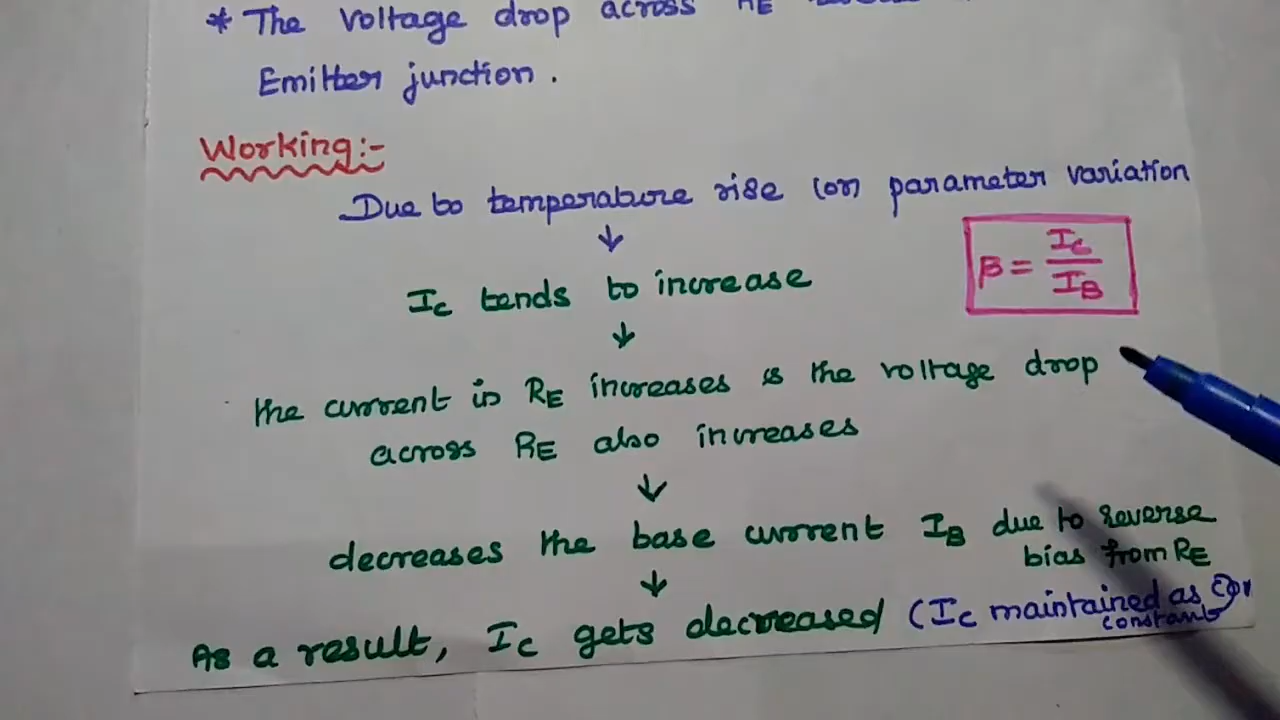 * The voltage drop across RE
Emitter junction.
Working:-
Due to temperature rise (or) parameter variation
↓
IC tends to increase
β = IC / IB
↓
the current in RE increases & the voltage drop
across RE also increases
↓
decreases the base current IB due to reverse
bias from RE
↓
As a result, IC gets decreased (IC maintained as
constant